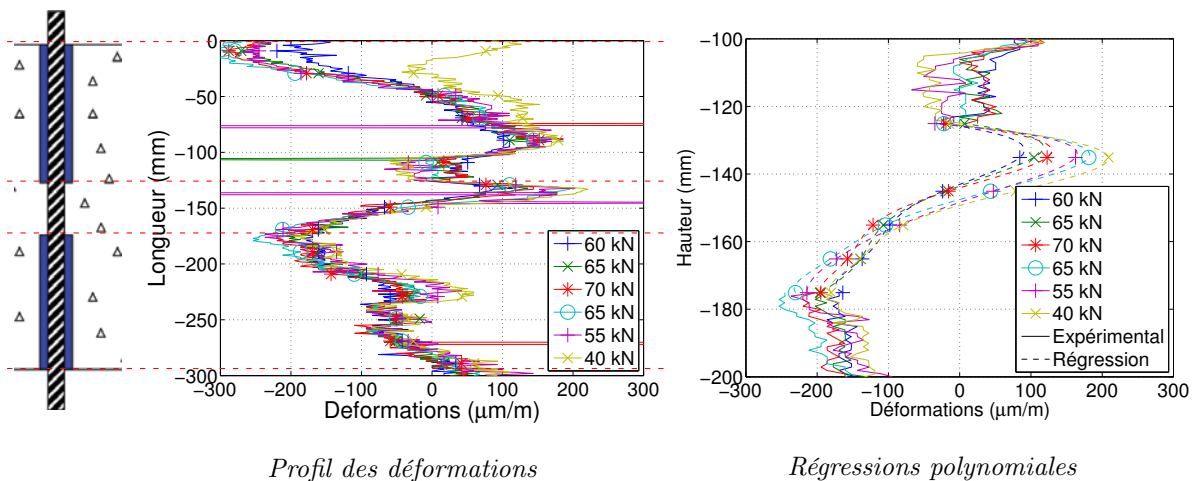 Longueur (mm)
0
−50
−100
−150
−200
−250
−300
−300
−200
−100
0
100
200
300
Deformations (µm/m)
60 kN
65 kN
70 kN
65 kN
55 kN
40 kN
Profil des déformations
Hauteur (mm)
−100
−120
−140
−160
−180
−200
−300
−200
−100
0
100
200
300
Déformations (µm/m)
60 kN
65 kN
70 kN
65 kN
55 kN
40 kN
Expérimental
Régression
Régressions polynomiales